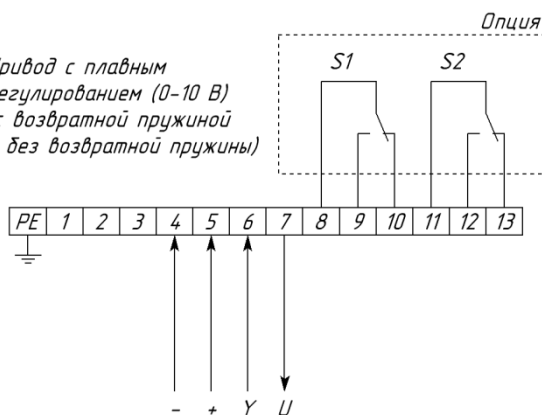 Опция
S1 S2
с плавным
(0-10 В)
с возвратной пружиной
без возвратной пружины)
PE 1 2 3 4 5 6 7 8 9 10 11 12 13
- + Y U